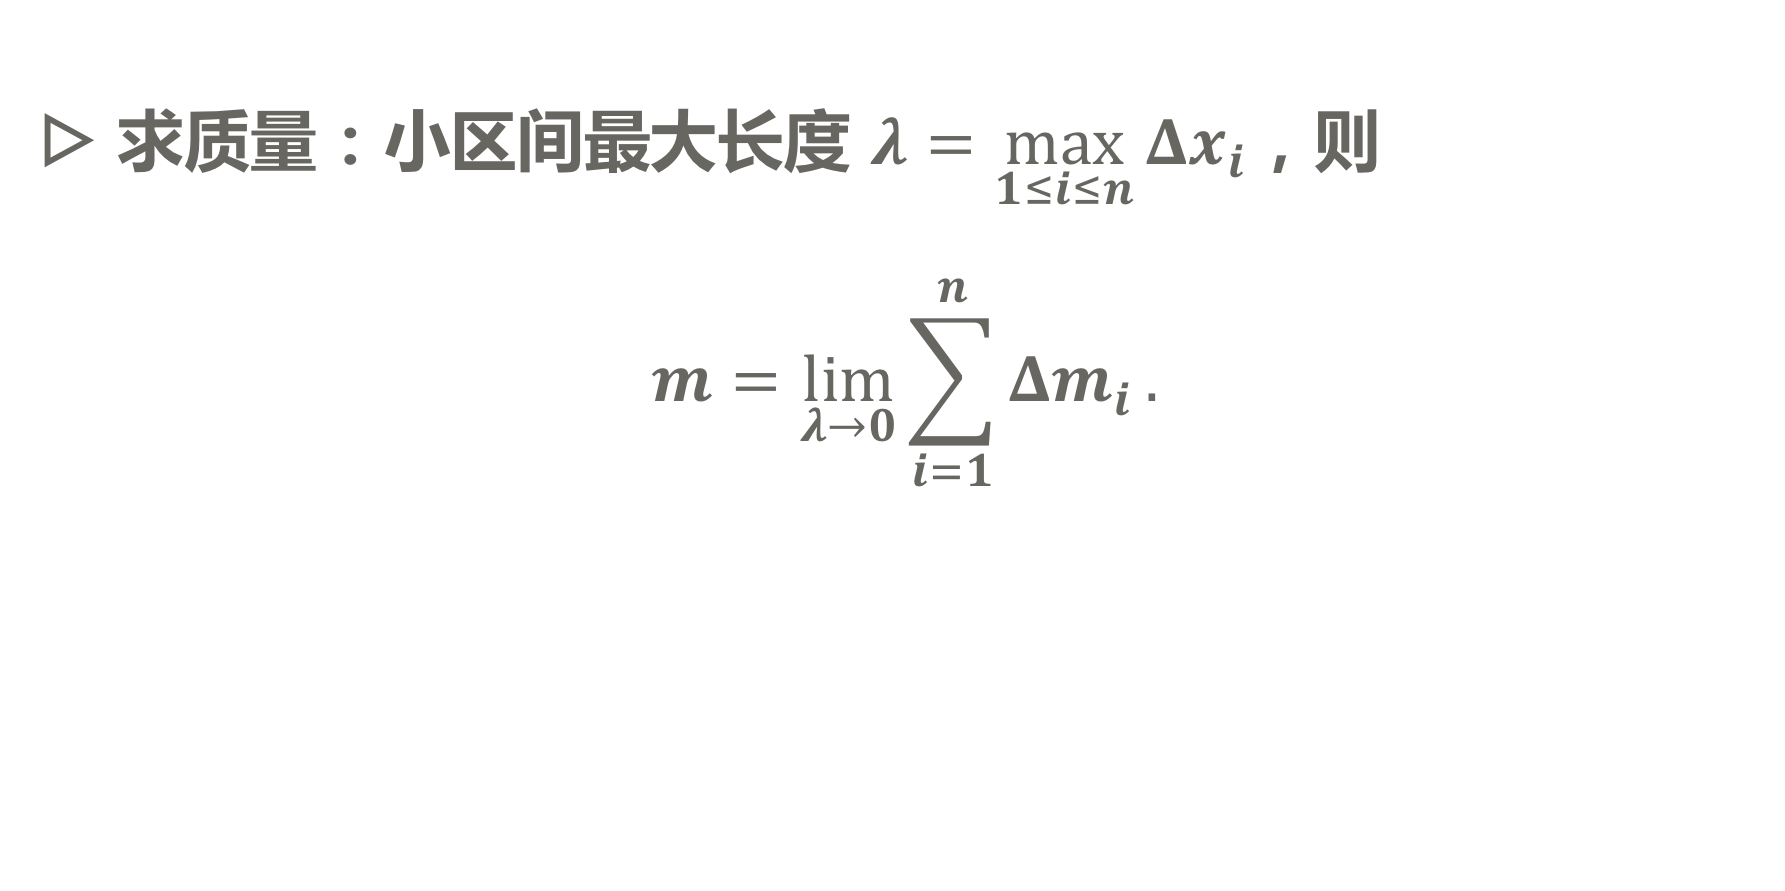 ▷ 求质量：小区间最大长度 λ = max_{1≤i≤n} Δx_i，则
m = lim_{λ→0} ∑_{i=1}^{n} Δm_i .